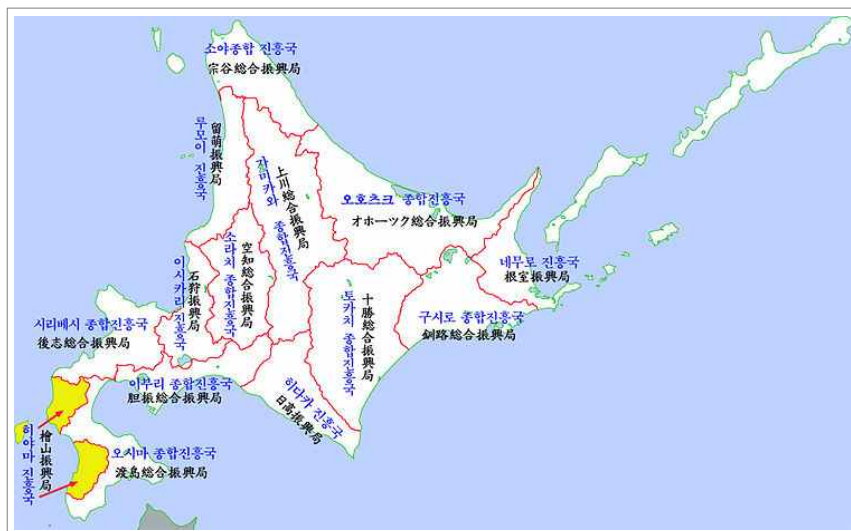 소야종합 진흥국
宗谷総合振興局
루모이 진흥국
留萌振興局
가미카와 종합진흥국
上川総合振興局
오호츠크 종합진흥국
オホーツク総合振興局
네무로 진흥국
根室振興局
이시카리 진흥국
石狩振興局
소라치 종합진흥국
空知総合振興局
토카치 종합진흥국
十勝総合振興局
구시로 종합진흥국
釧路総合振興局
시리베시 종합진흥국
後志総合振興局
이부리 종합진흥국
胆振総合振興局
히다카 진흥국
日高振興局
히야마 진흥국
檜山振興局
오시마 종합진흥국
渡島総合振興局